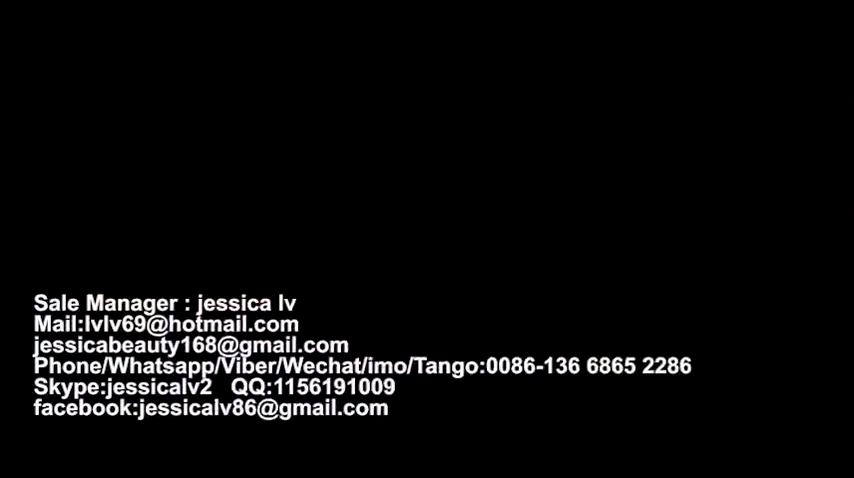 Sale Manager : jessica lv
Mail:lvlv69@hotmail.com
jessicabeauty168@gmail.com
Phone/Whatsapp/Viber/Wechat/imo/Tango:0086-136 6865 2286
Skype:jessicalv2   QQ:1156191009
facebook:jessicalv86@gmail.com